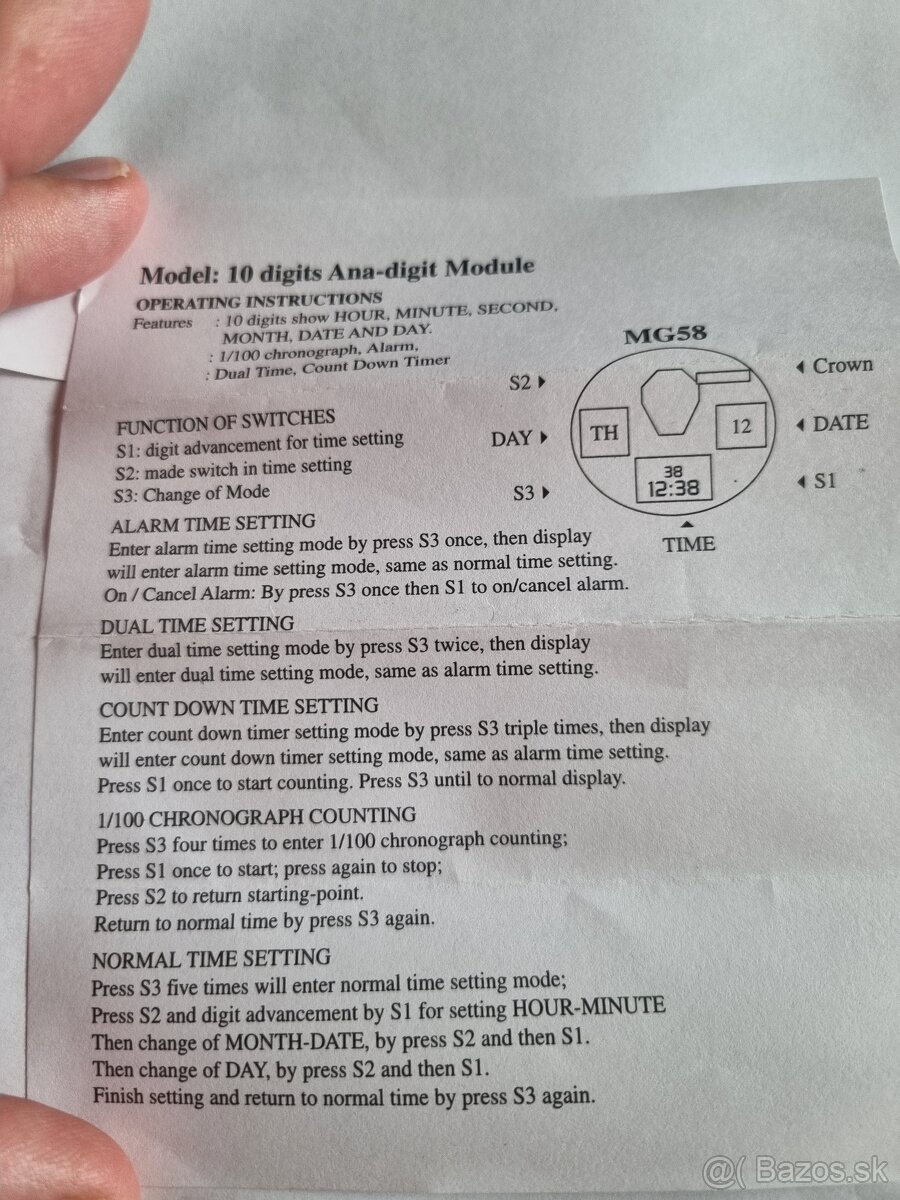 Model: 10 digits Ana-digit Module
OPERATING INSTRUCTIONS
Features : 10 digits show HOUR, MINUTE, SECOND,
MONTH, DATE AND DAY.
: 1/100 chronograph, Alarm,
: Dual Time, Count Down Timer
MG58
S2
Crown
DAY
TH
12
DATE
S3
38
12:38
S1
TIME
FUNCTION OF SWITCHES
S1: digit advancement for time setting
S2: made switch in time setting
S3: Change of Mode
ALARM TIME SETTING
Enter alarm time setting mode by press S3 once, then display
will enter alarm time setting mode, same as normal time setting.
On / Cancel Alarm: By press S3 once then S1 to on/cancel alarm.
DUAL TIME SETTING
Enter dual time setting mode by press S3 twice, then display
will enter dual time setting mode, same as alarm time setting.
COUNT DOWN TIME SETTING
Enter count down timer setting mode by press S3 triple times, then display
will enter count down timer setting mode, same as alarm time setting.
Press S1 once to start counting. Press S3 until to normal display.
1/100 CHRONOGRAPH COUNTING
Press S3 four times to enter 1/100 chronograph counting;
Press S1 once to start; press again to stop;
Press S2 to return starting-point.
Return to normal time by press S3 again.
NORMAL TIME SETTING
Press S3 five times will enter normal time setting mode;
Press S2 and digit advancement by S1 for setting HOUR-MINUTE
Then change of MONTH-DATE, by press S2 and then S1.
Then change of DAY, by press S2 and then S1.
Finish setting and return to normal time by press S3 again.
@( Bazos.sk